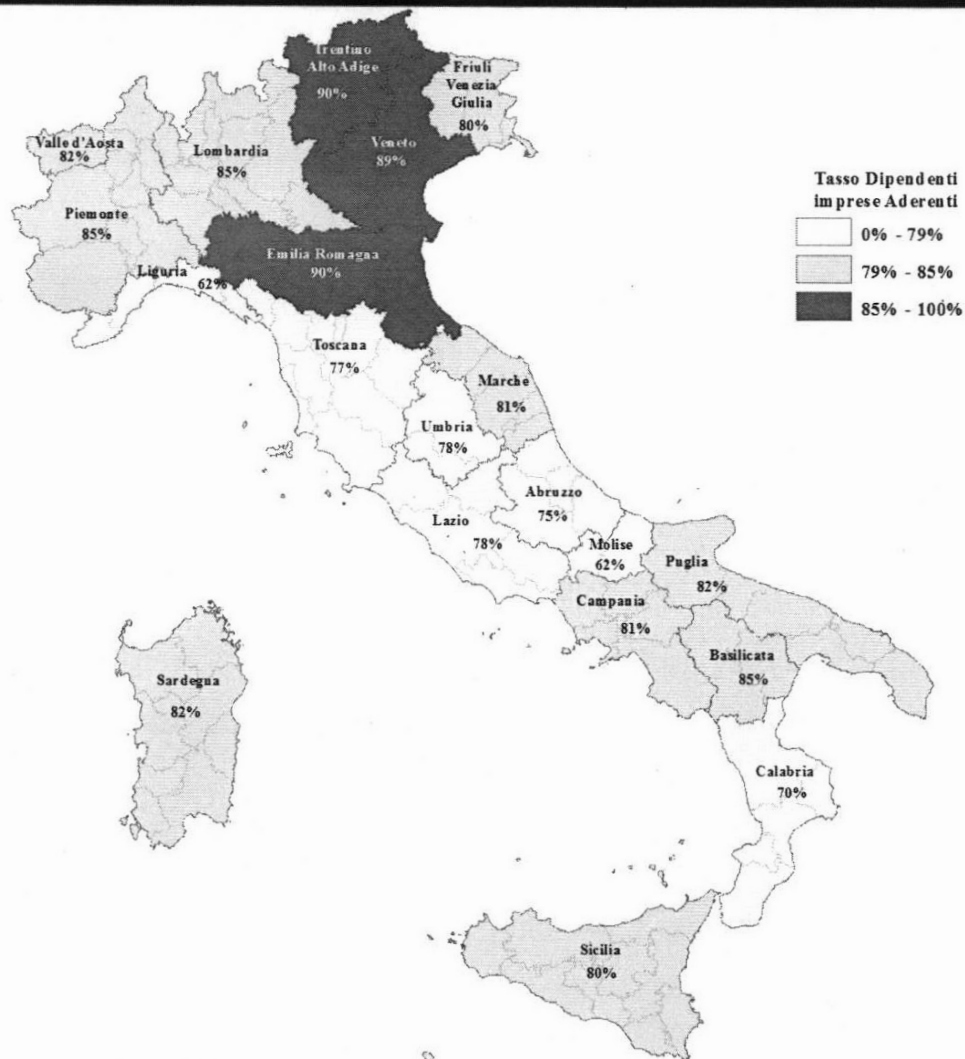 Trentino
Alto Adige
90%
Friuli
Venezia
Giulia
80%
Valle d'Aosta
82%
Lombardia
85%
Veneto
89%
Piemonte
85%
Emilia Romagna
90%
Liguria
62%
Toscana
77%
Marche
81%
Umbria
78%
Abruzzo
75%
Lazio
78%
Molise
62%
Puglia
82%
Campania
81%
Basilicata
85%
Sardegna
82%
Calabria
70%
Sicilia
80%
Tasso Dipendenti
imprese Aderenti
0% - 79%
79% - 85%
85% - 100%